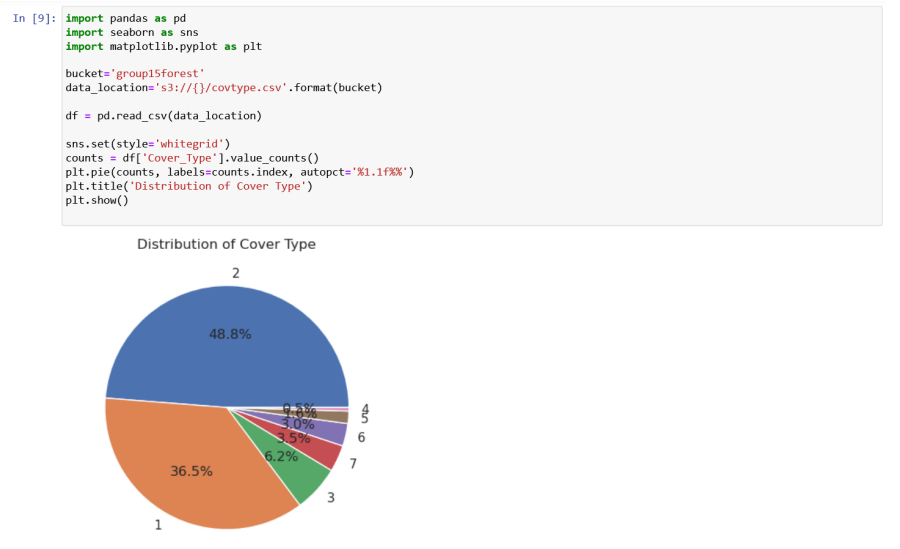 In [9]: import pandas as pd
import seaborn as sns
import matplotlib.pyplot as plt
bucket='group15forest'
data_location='s3://{}/covtype.csv'.format(bucket)
df = pd.read_csv(data_location)
sns.set(style='whitegrid')
counts = df['Cover_Type'].value_counts()
plt.pie(counts, labels=counts.index, autopct='%1.1f%%')
plt.title('Distribution of Cover Type')
plt.show()
Distribution of Cover Type
2
48.8%
0.5% 4
1.6% 5
3.0% 6
3.5% 7
6.2% 3
36.5%
1